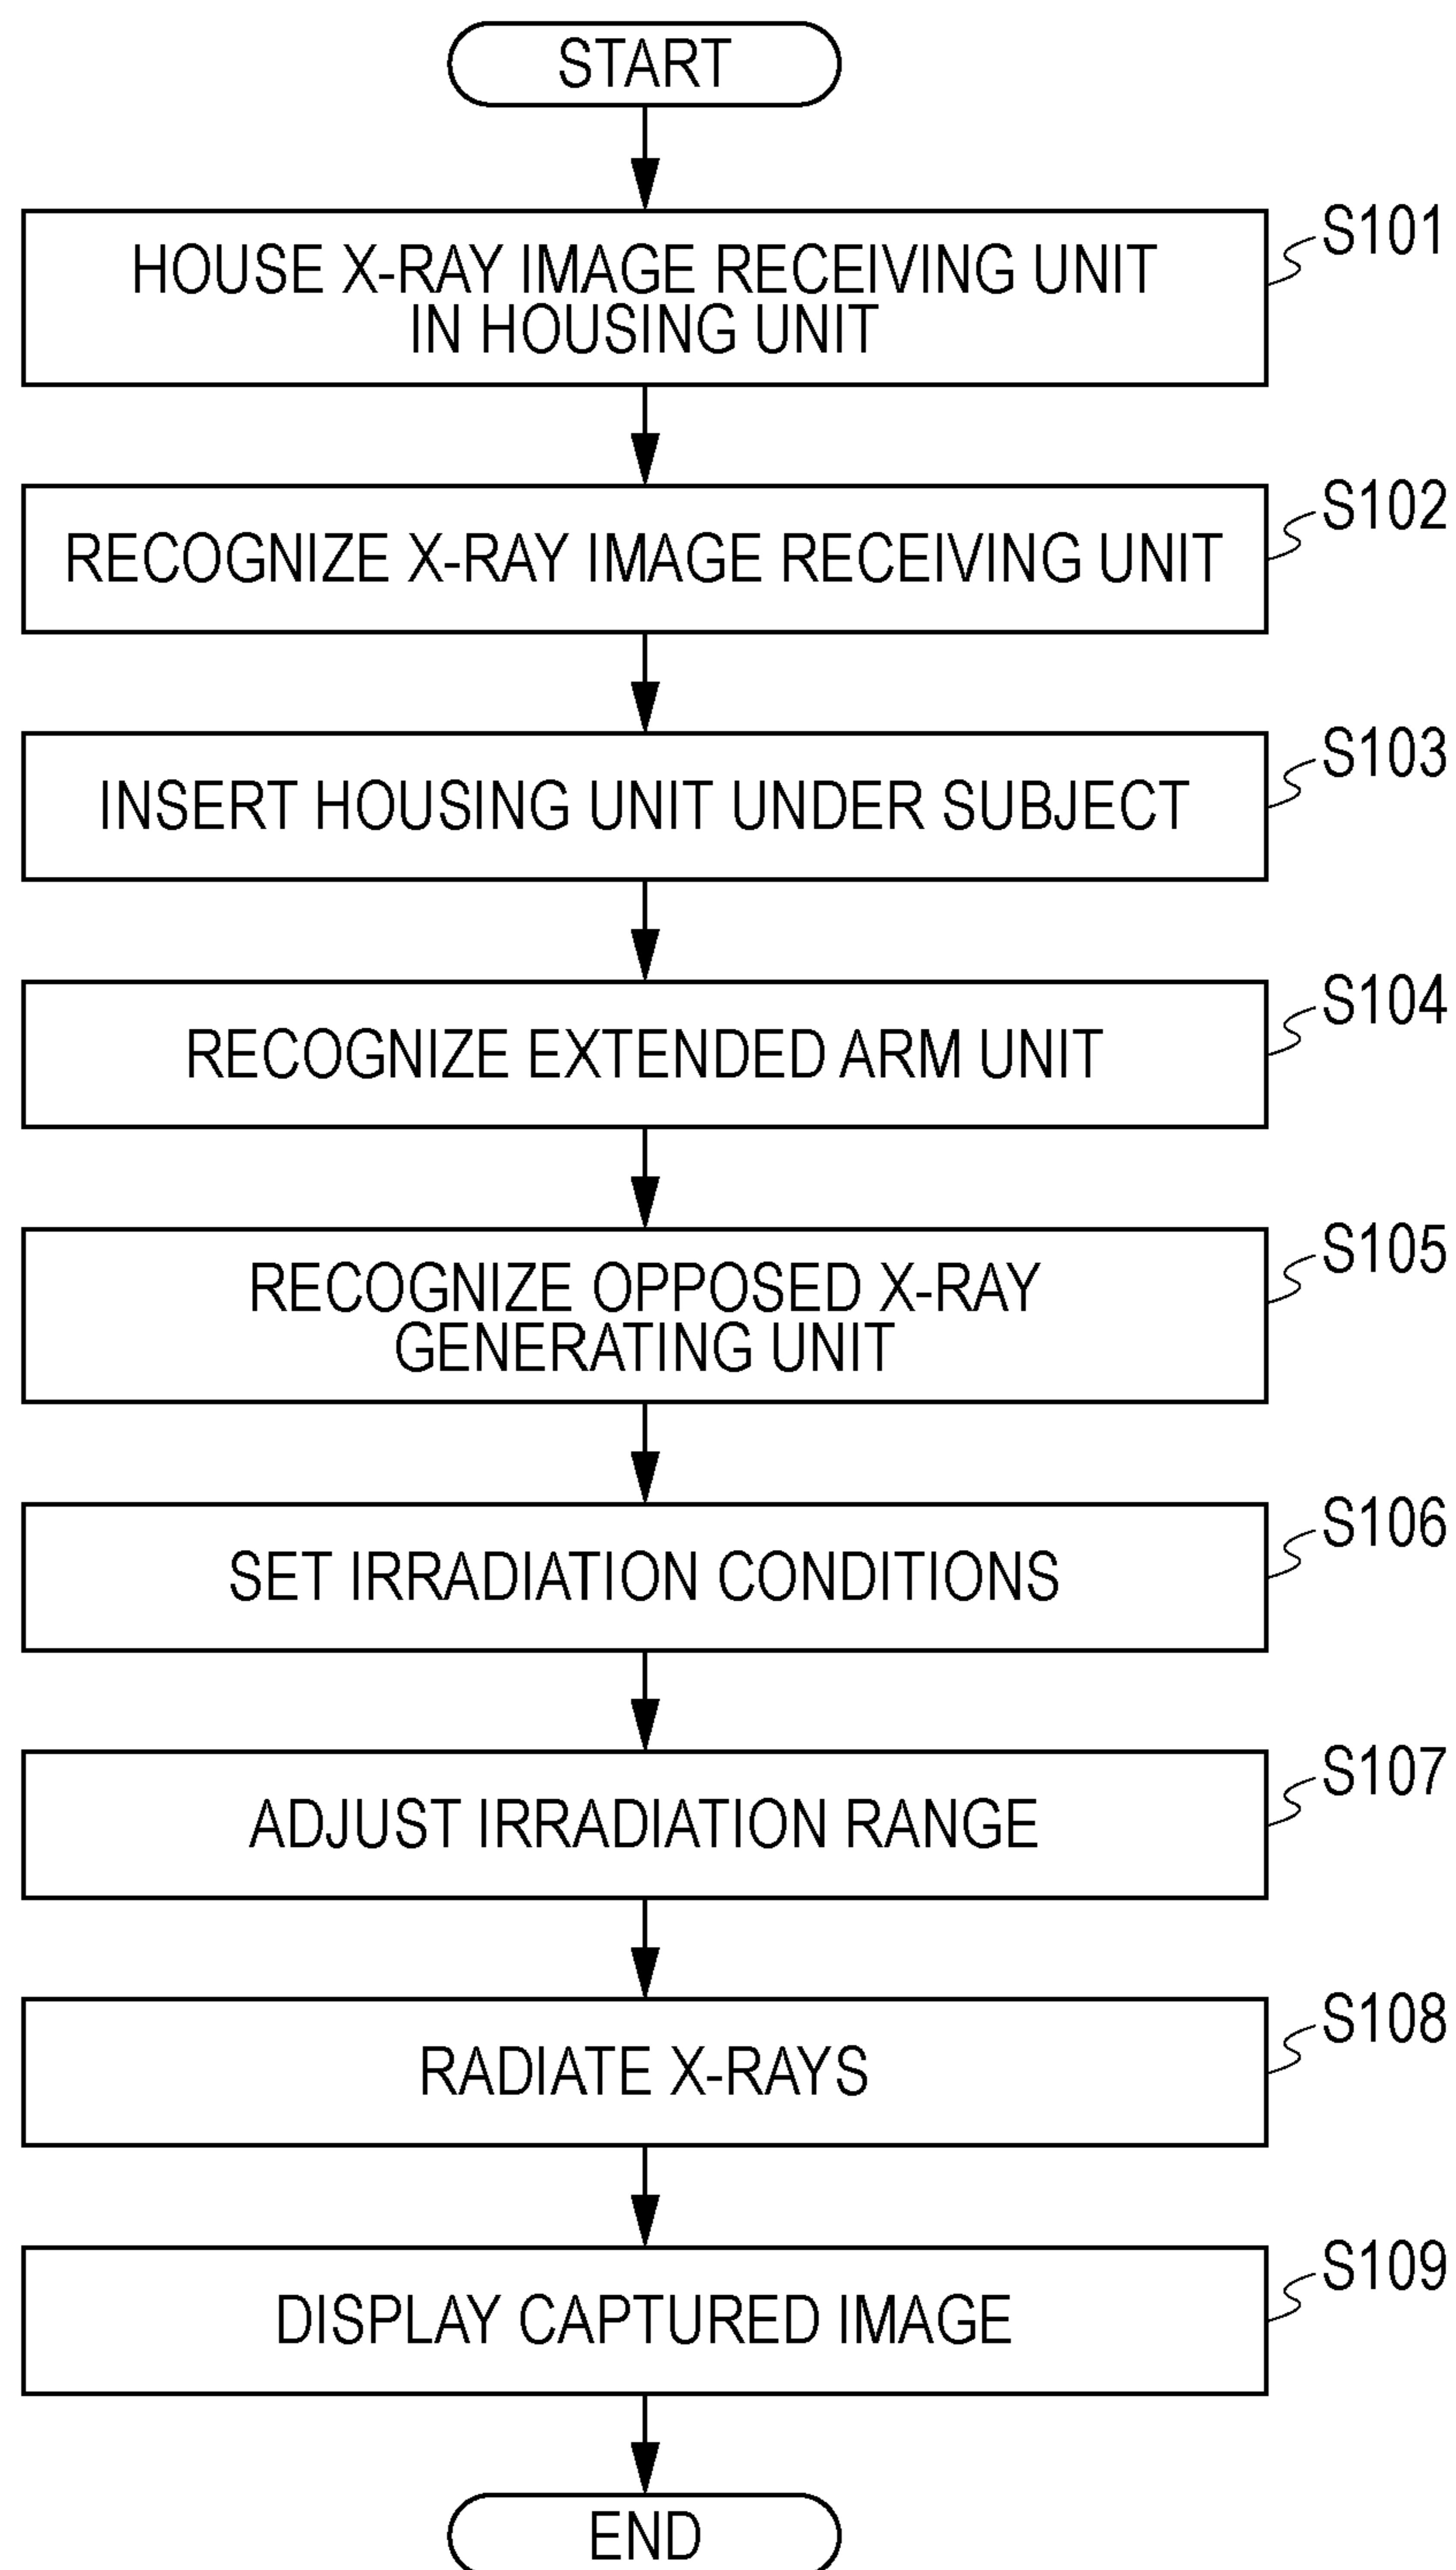 START
S101
HOUSE X-RAY IMAGE RECEIVING UNIT
IN HOUSING UNIT
S102
RECOGNIZE X-RAY IMAGE RECEIVING UNIT
S103
INSERT HOUSING UNIT UNDER SUBJECT
S104
RECOGNIZE EXTENDED ARM UNIT
S105
RECOGNIZE OPPOSED X-RAY
GENERATING UNIT
S106
SET IRRADIATION CONDITIONS
S107
ADJUST IRRADIATION RANGE
S108
RADIATE X-RAYS
S109
DISPLAY CAPTURED IMAGE
END